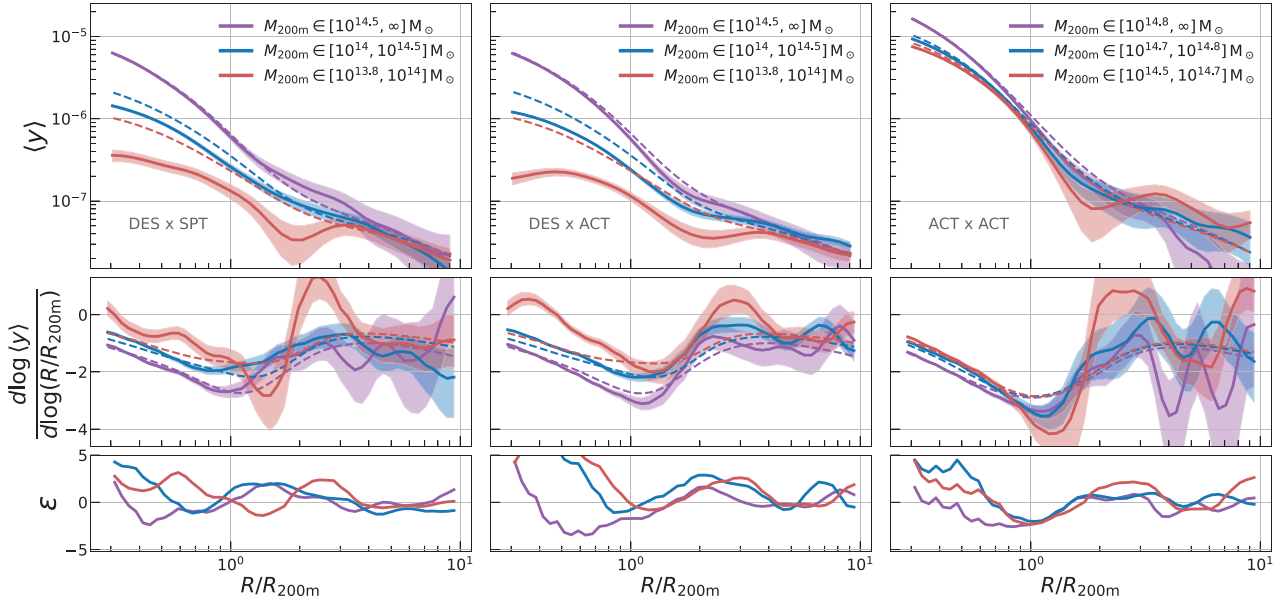 M_200m ∈ [10^14.5, ∞] M_⊙
M_200m ∈ [10^14, 10^14.5] M_⊙
M_200m ∈ [10^13.8, 10^14] M_⊙
M_200m ∈ [10^14.5, ∞] M_⊙
M_200m ∈ [10^14, 10^14.5] M_⊙
M_200m ∈ [10^13.8, 10^14] M_⊙
M_200m ∈ [10^14.8, ∞] M_⊙
M_200m ∈ [10^14.7, 10^14.8] M_⊙
M_200m ∈ [10^14.5, 10^14.7] M_⊙
10^−5
10^−6
10^−7
⟨y⟩
DES x SPT
DES x ACT
ACT x ACT
0
−2
−4
dlog ⟨y⟩
dlog(R/R_200m)
5
0
−5
ε
10^0
10^1
10^0
10^1
10^0
10^1
R/R_200m
R/R_200m
R/R_200m